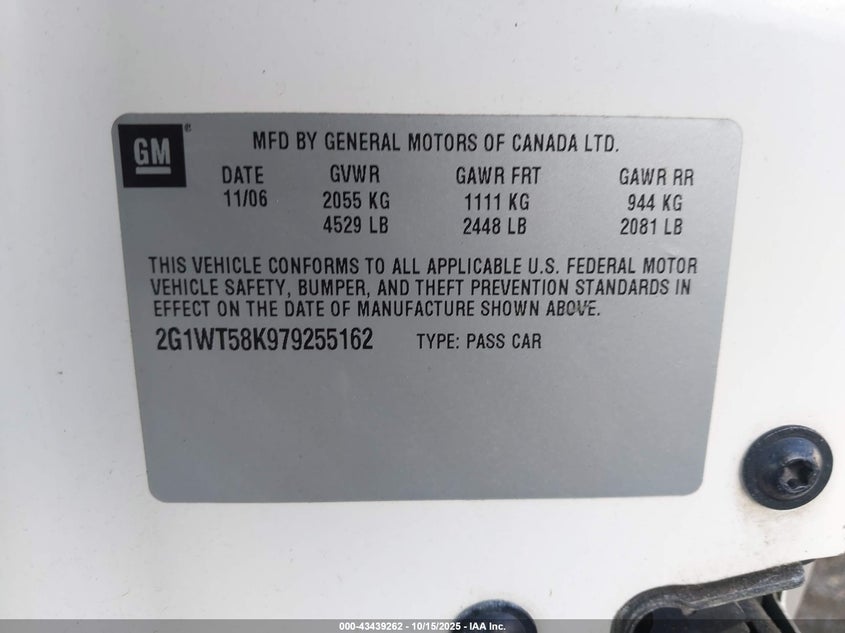 GM®
MFD BY GENERAL MOTORS OF CANADA LTD.
DATE GVWR GAWR FRT GAWR RR
11/06 2055 KG 1111 KG 944 KG
4529 LB 2448 LB 2081 LB
THIS VEHICLE CONFORMS TO ALL APPLICABLE U.S. FEDERAL MOTOR
VEHICLE SAFETY, BUMPER, AND THEFT PREVENTION STANDARDS IN
EFFECT ON THE DATE OF MANUFACTURE SHOWN ABOVE.
2G1WT58K979255162 TYPE: PASS CAR
000-43439262 - 10/15/2025 - IAA Inc.